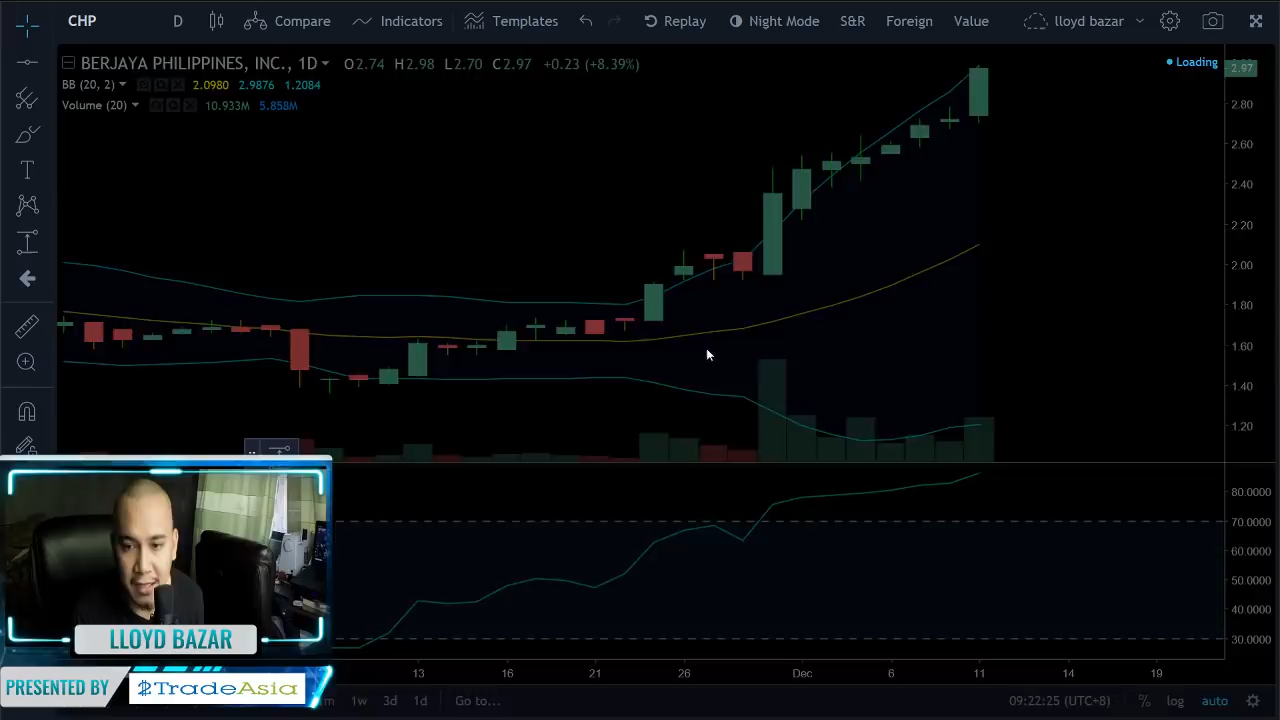 CHP D Compare Indicators Templates Replay Night Mode S&R Foreign Value lloyd bazar
BERJAYA PHILIPPINES, INC., 1D O2.74 H2.98 L2.70 C2.97 +0.23 (+8.39%)
Loading
2.97
BB (20, 2) 2.0980 2.9876 1.2084
Volume (20) 10.933M 5.858M
2.80
2.60
2.40
2.20
2.00
1.80
1.60
1.40
1.20
80.0000
70.0000
60.0000
50.0000
40.0000
30.0000
13 16 21 26 Dec 6 11 14 19
LLOYD BAZAR
PRESENTED BY $TradeAsia
m 1w 3d 1d Go to... 09:22:25 (UTC+8) % log auto